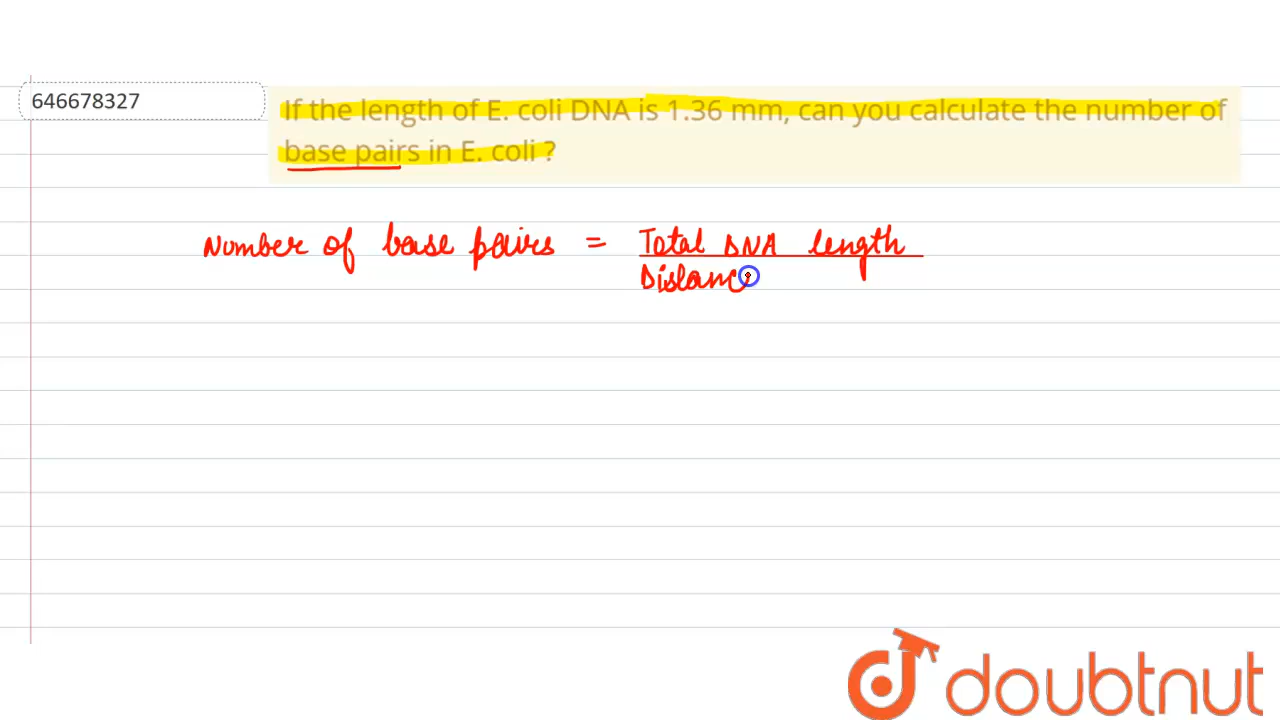 646678327
If the length of E. coli DNA is 1.36 mm, can you calculate the number of
base pairs in E. coli ?
Number of base pairs = Total DNA length
Distanc
doubtnut